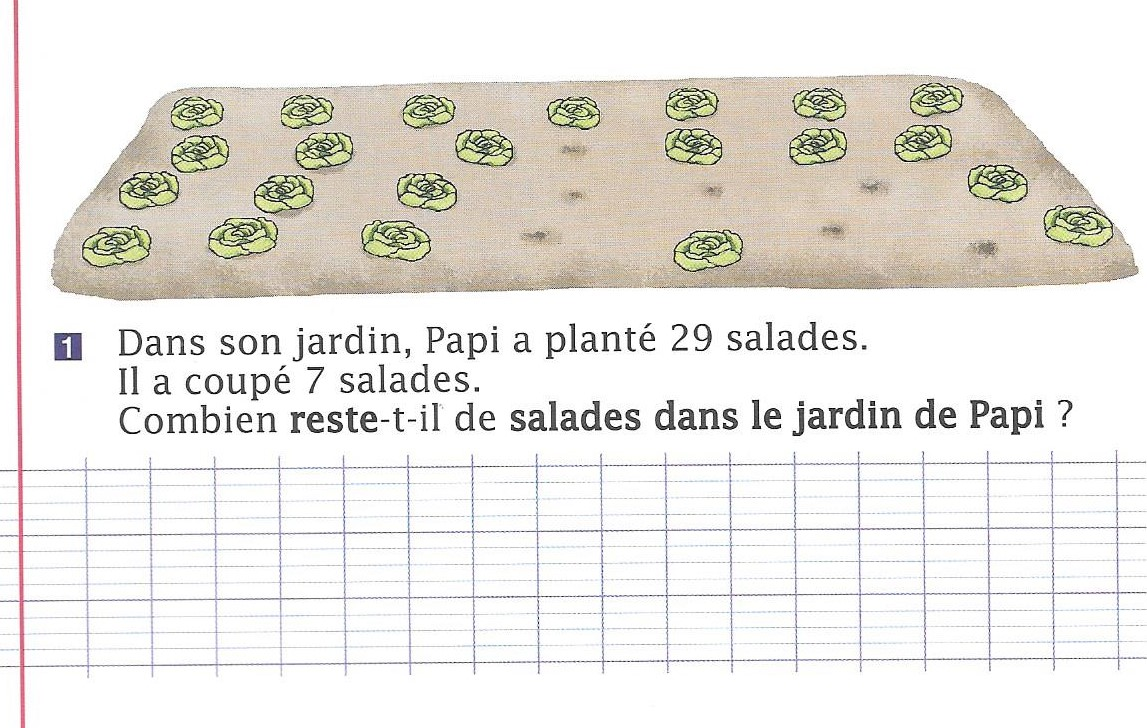 1 Dans son jardin, Papi a planté 29 salades.
Il a coupé 7 salades.
Combien reste-t-il de salades dans le jardin de Papi ?